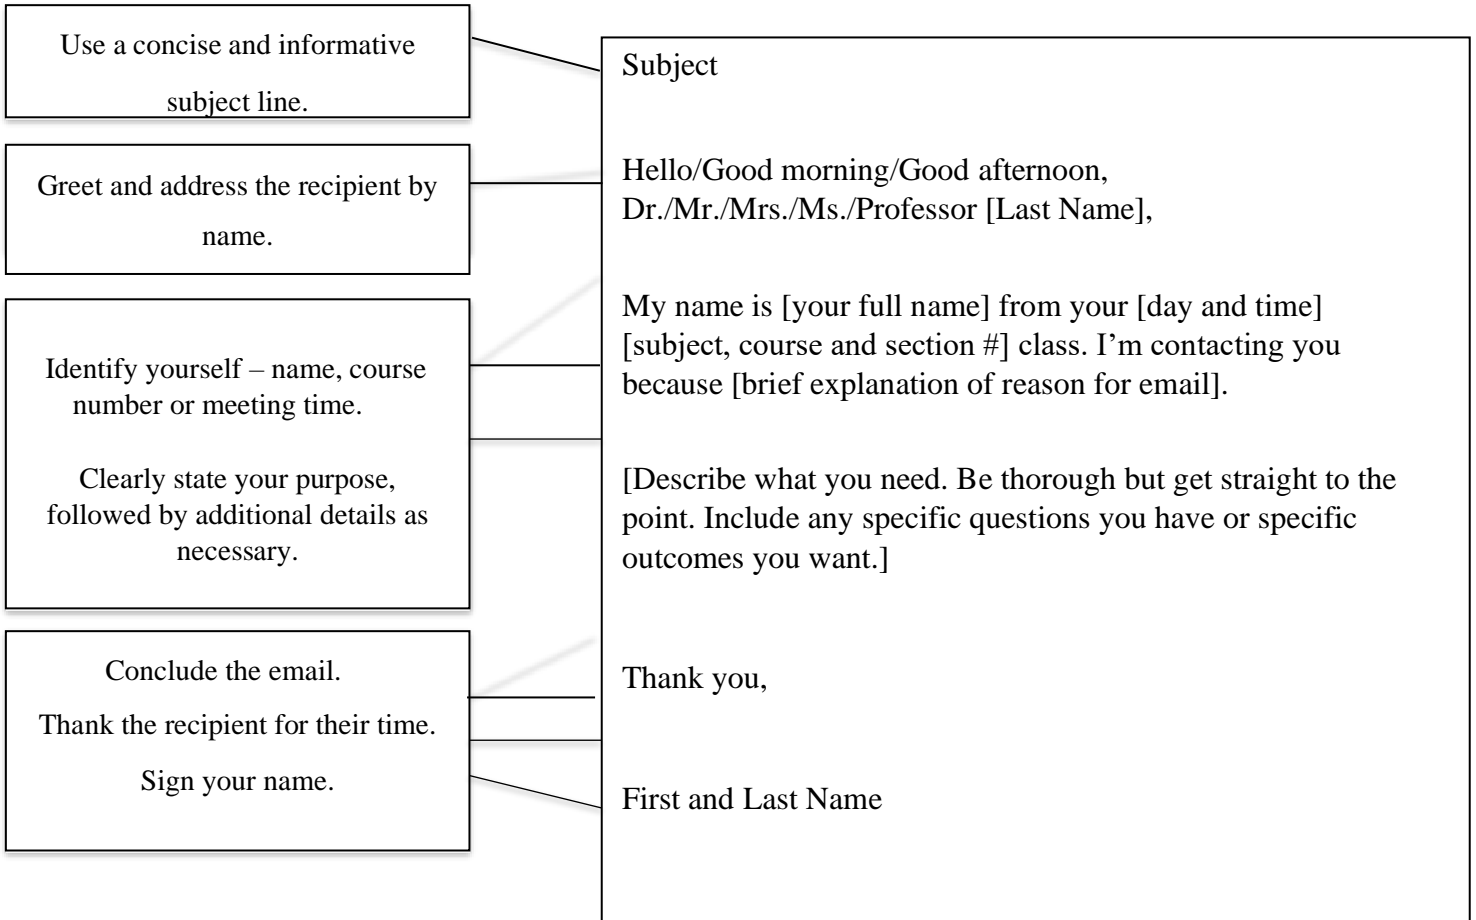 Use a concise and informative
subject line.
Greet and address the recipient by
name.
Identify yourself – name, course
number or meeting time.
Clearly state your purpose,
followed by additional details as
necessary.
Conclude the email.
Thank the recipient for their time.
Sign your name.
Subject
Hello/Good morning/Good afternoon,
Dr./Mr./Mrs./Ms./Professor [Last Name],
My name is [your full name] from your [day and time]
[subject, course and section #] class. I’m contacting you
because [brief explanation of reason for email].
[Describe what you need. Be thorough but get straight to the
point. Include any specific questions you have or specific
outcomes you want.]
Thank you,
First and Last Name